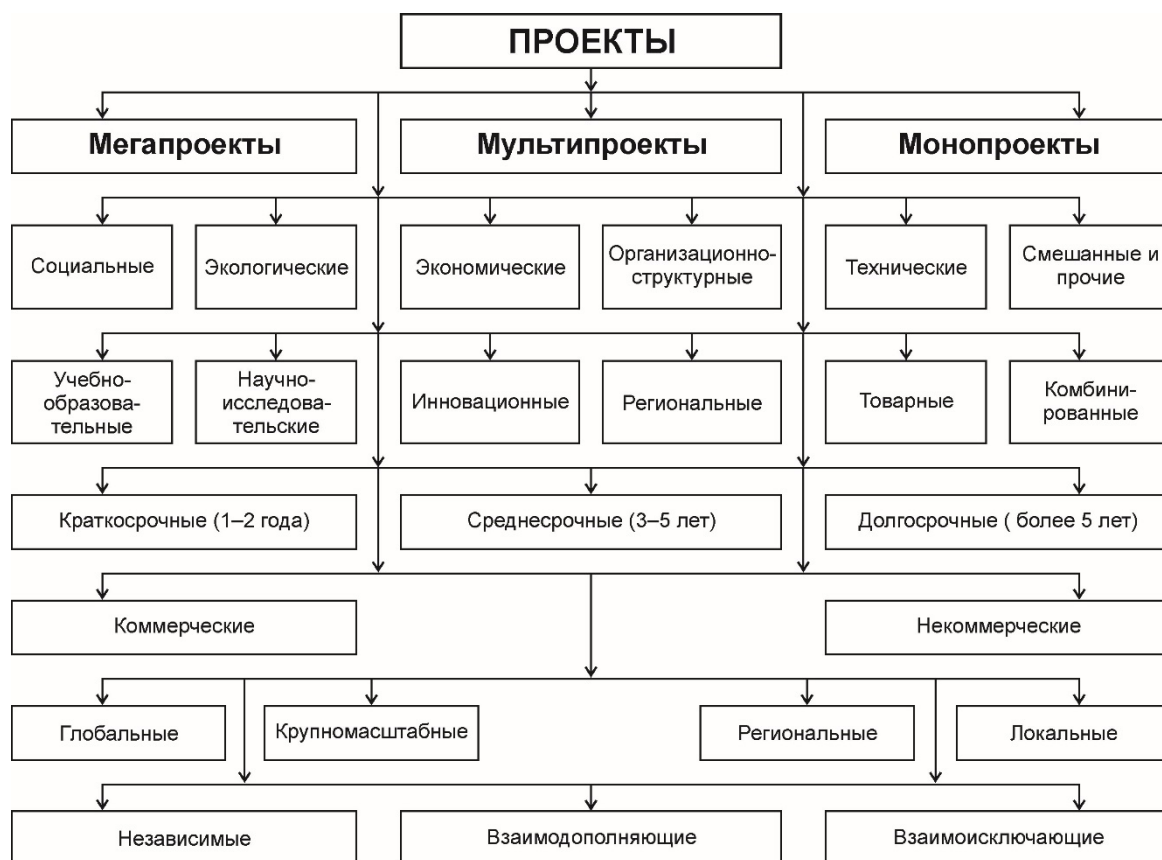 ПРОЕКТЫ
Мегапроекты
Мультипроекты
Монопроекты
Социальные
Экологические
Экономические
Организационно-
структурные
Технические
Смешанные и
прочие
Учебно-
образова-
тельные
Научно-
исследова-
тельские
Инновационные
Региональные
Товарные
Комбини-
рованные
Краткосрочные (1–2 года)
Среднесрочные (3–5 лет)
Долгосрочные ( более 5 лет)
Коммерческие
Некоммерческие
Глобальные
Крупномасштабные
Региональные
Локальные
Независимые
Взаимодополняющие
Взаимоисключающие